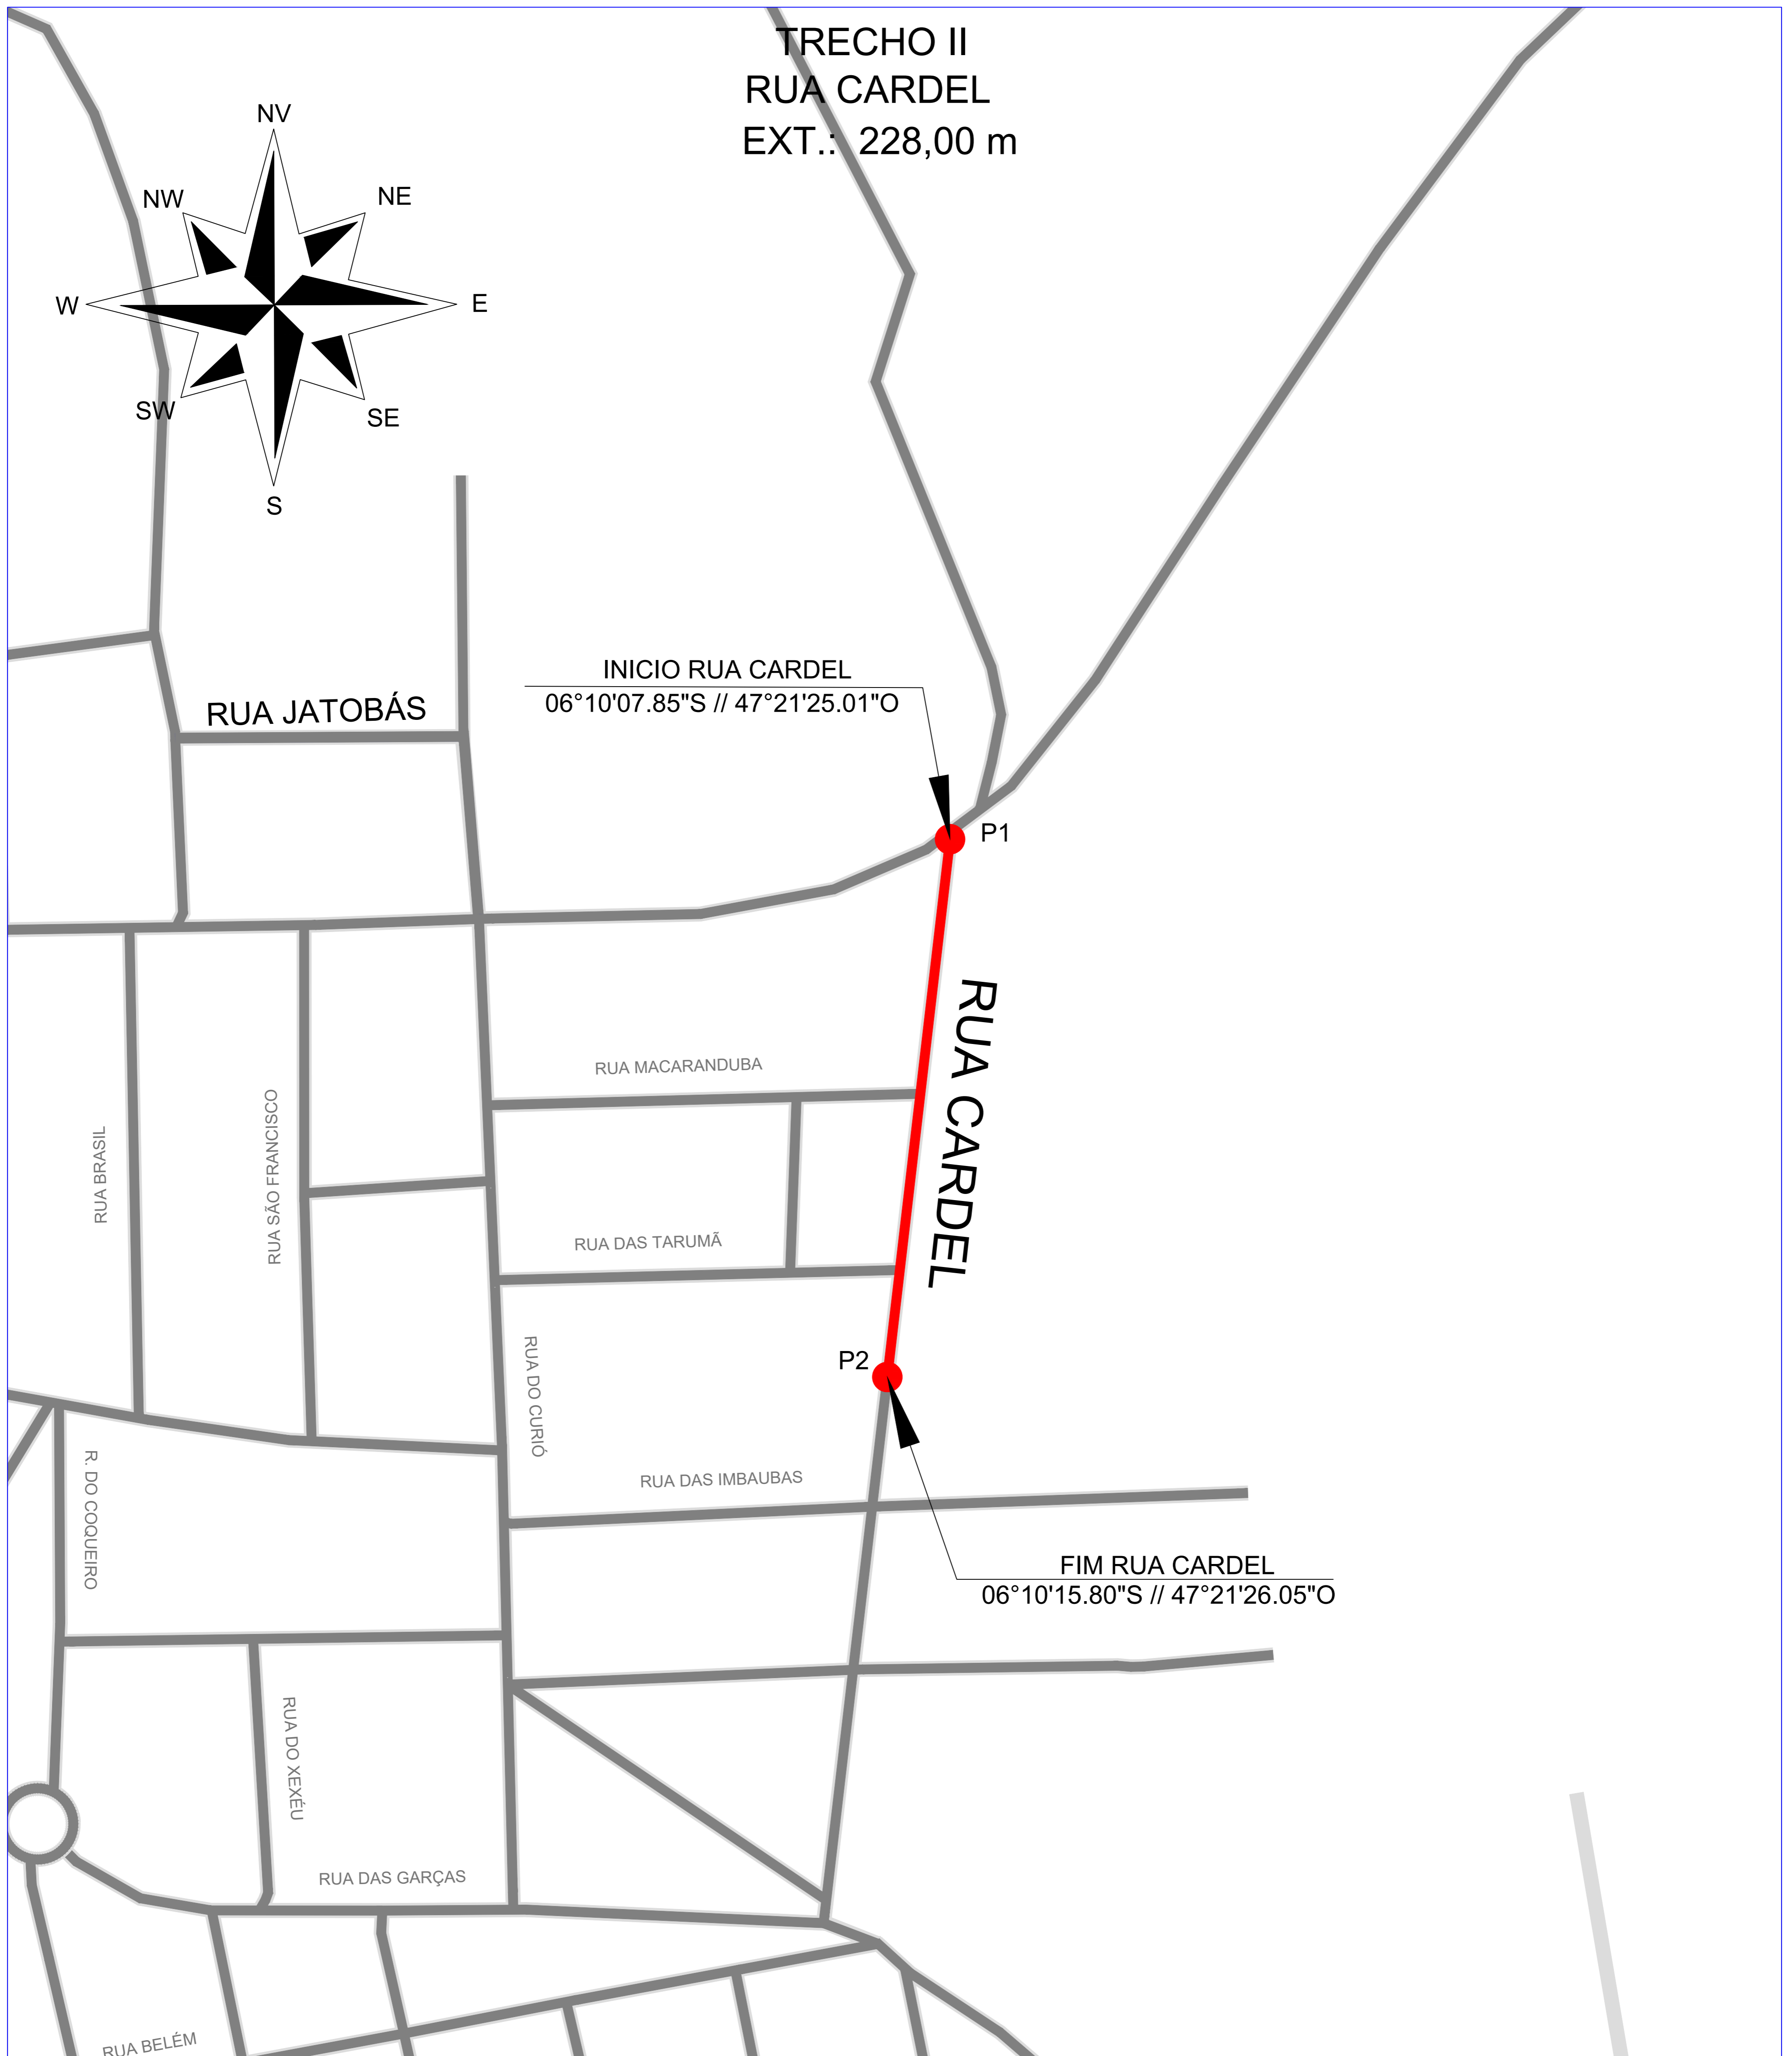 TRECHO II
RUA CARDEL
EXT.: 228,00 m
NV
NW
NE
W
E
SW
SE
S
INICIO RUA CARDEL
06°10'07.85"S // 47°21'25.01"O
RUA JATOBÁS
P1
RUA CARDEL
RUA MACARANDUBA
RUA BRASIL
RUA SÃO FRANCISCO
RUA DAS TARUMÃ
RUA DO CURIÓ
P2
R. DO COQUEIRO
RUA DAS IMBAUBAS
FIM RUA CARDEL
06°10'15.80"S // 47°21'26.05"O
RUA DO XEXÉU
RUA DAS GARÇAS
RUA BELÉM